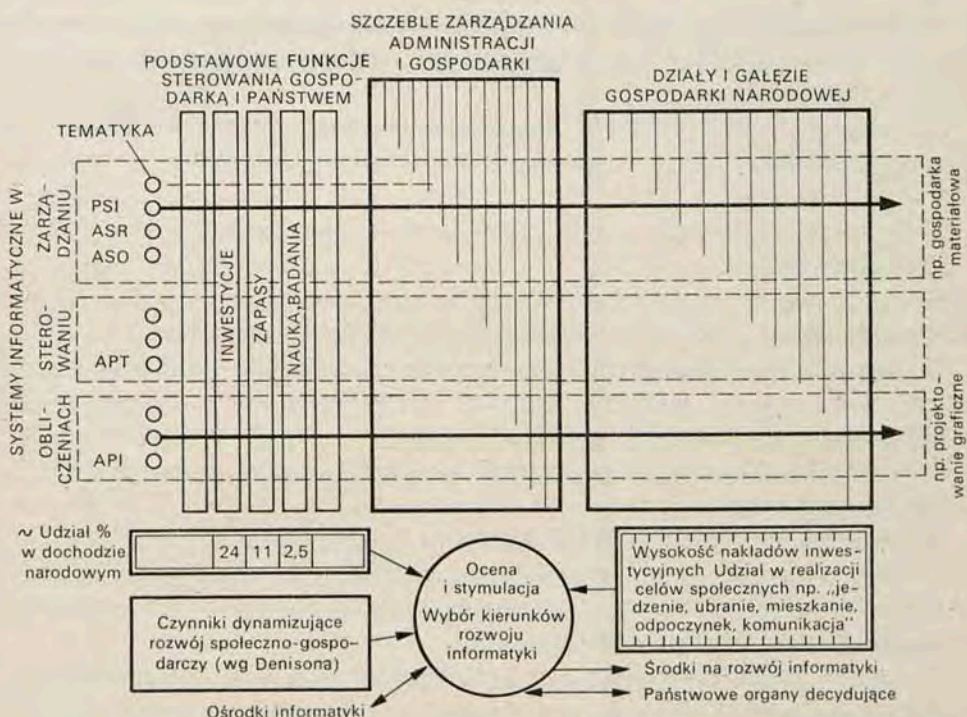 SZCZEBLE ZARZĄDZANIA
ADMINISTRACJI
I GOSPODARKI
PODSTAWOWE FUNKCJE
STEROWANIA GOSPO-
DARKĄ I PAŃSTWEM
DZIAŁY I GAŁĘZIE
GOSPODARKI NARODOWEJ
TEMATYKA
SYSTEMY INFORMATYCZNE W:
ZARZĄ-
DZANIU
PSI
ASR
ASO
STERO-
WANIU
APT
OBLI-
CZENIACH
API
INWESTYCJE
ZAPASY
NAUKA, BADANIA
np. gospodarka
materiałowa
np. projekto-
wanie graficzne
~ Udział %
w dochodzie
narodowym
24 11 2,5
Czynniki dynamizujące
rozwój społeczno-gospo-
darczy (wg Denisona)
Ośrodki informatyki
Ocena
i stymulacja
Wybór kierunków
rozwoju
informatyki
Wysokość nakładów inwes-
tycyjnych Udział w realizacji
celów społecznych np. „je-
dzenie, ubranie, mieszkanie,
odpoczynek, komunikacja"
Środki na rozwój informatyki
Państwowe organy decydujące